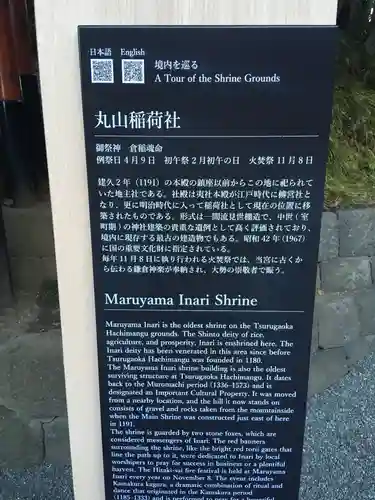 日本語 English
境内を巡る
A Tour of the Shrine Grounds
丸山稲荷社
御祭神 倉稲魂命
例祭日4月9日 初午祭2月初午の日 火焚祭11月8日
建久2年（1191）の本殿の鎮座以前からこの地に祀られて
いた地主社である。社殿は末社本殿が江戸時代に
なり、更に明治時代に入って稲荷社として現在の位置に移
築されたものである。形式は一間流見世棚造で、中世（室
町期）の神社建築の貴重な遺例として高く評価されており、
境内に現存する最古の建造物でもある。昭和42年（1967）
に国の重要文化財に指定されている。
毎年11月8日に執り行われる火焚祭では、当宮に古くか
ら伝わる鎌倉神楽が奉納され、大勢の崇敬者で賑う。
Maruyama Inari Shrine
Maruyama Inari is the oldest shrine on the Tsurugaoka
Hachimangu grounds. The Shinto deity of rice,
agriculture, and prosperity, Inari is enshrined here. The
Inari deity has been venerated in this area since before
Tsurugaoka Hachimangu was founded in 1180.
The Maruyama Inari shrine building is also the oldest
surviving structure at Tsurugaoka Hachimangu. It dates
back to the Muromachi period (1336–1573) and is
designated an Important Cultural Property. It was moved
from a nearby location, and the hill it now stands on
consists of gravel and rocks taken from the mountainside
when the Main Shrine was constructed just east of here
in 1191.
The shrine is guarded by two stone foxes, which are
considered messengers of Inari. The red banners
surrounding the shrine, like the bright red torii gates that
line the path up to it, were dedicated to Inari by local
worshipers to pray for success in business or a plentiful
harvest. The Hitaki-sai fire festival is held at Maruyama
Inari every year on November 8. The event includes
Kamakura kagura, a dramatic combination of ritual and
dance that originated in the Kamakura period
(1185–1333) and is performed to pray for a bountiful